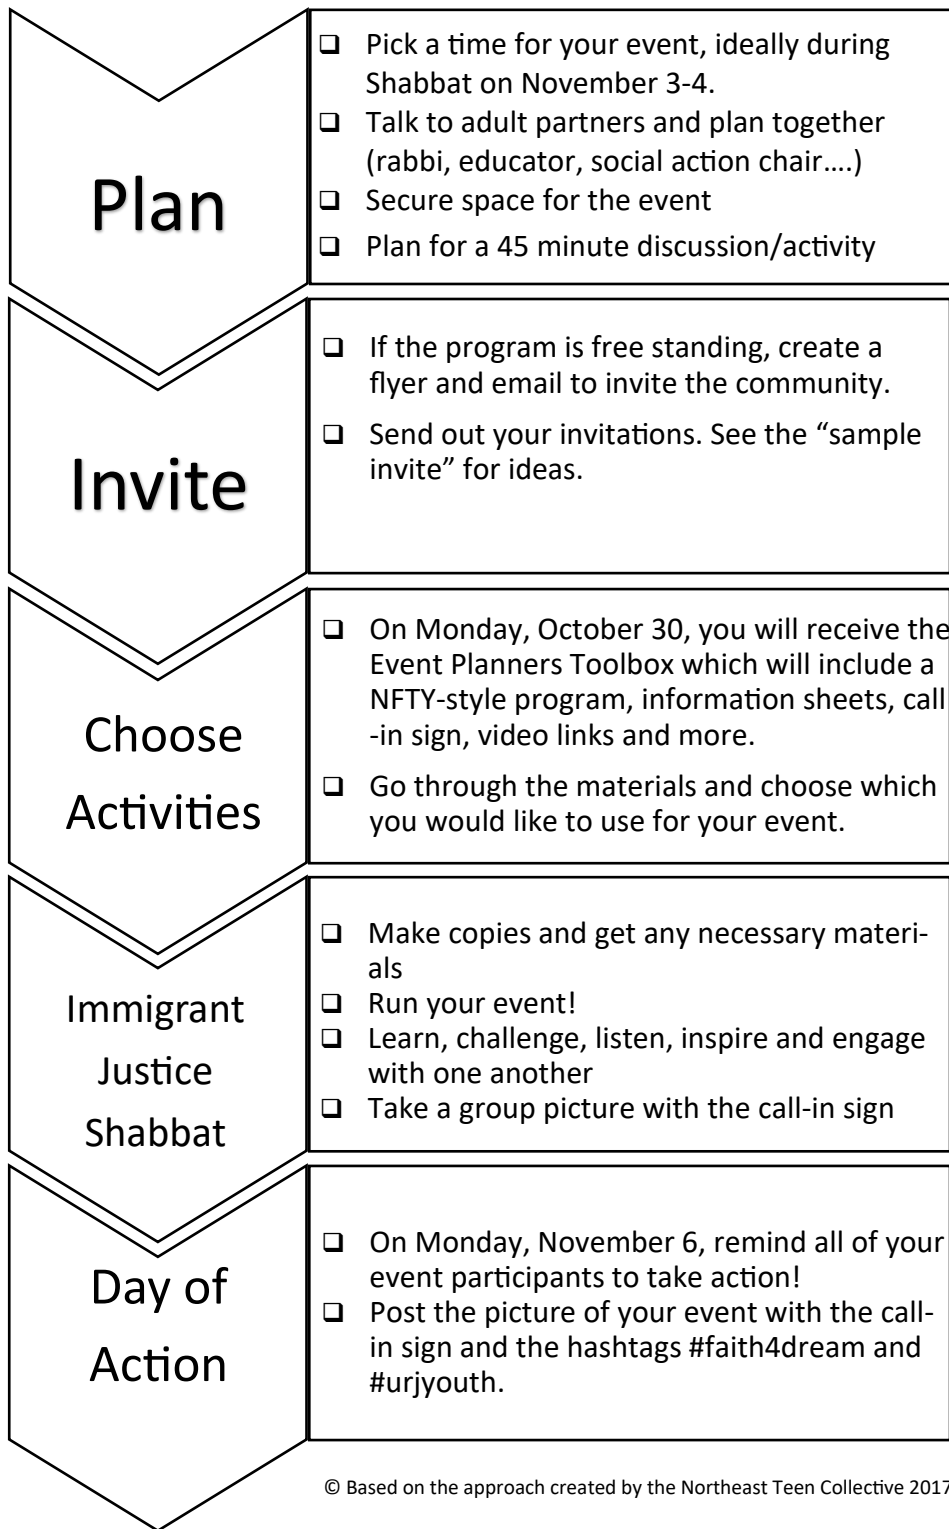 Plan
❑ Pick a time for your event, ideally during
Shabbat on November 3-4.
❑ Talk to adult partners and plan together
(rabbi, educator, social action chair….)
❑ Secure space for the event
❑ Plan for a 45 minute discussion/activity
Invite
❑ If the program is free standing, create a
flyer and email to invite the community.
❑ Send out your invitations. See the “sample
invite” for ideas.
Choose
Activities
❑ On Monday, October 30, you will receive the
Event Planners Toolbox which will include a
NFTY-style program, information sheets, call
-in sign, video links and more.
❑ Go through the materials and choose which
you would like to use for your event.
Immigrant
Justice
Shabbat
❑ Make copies and get any necessary materi-
als
❑ Run your event!
❑ Learn, challenge, listen, inspire and engage
with one another
❑ Take a group picture with the call-in sign
Day of
Action
❑ On Monday, November 6, remind all of your
event participants to take action!
❑ Post the picture of your event with the call-
in sign and the hashtags #faith4dream and
#urjyouth.
© Based on the approach created by the Northeast Teen Collective 2017